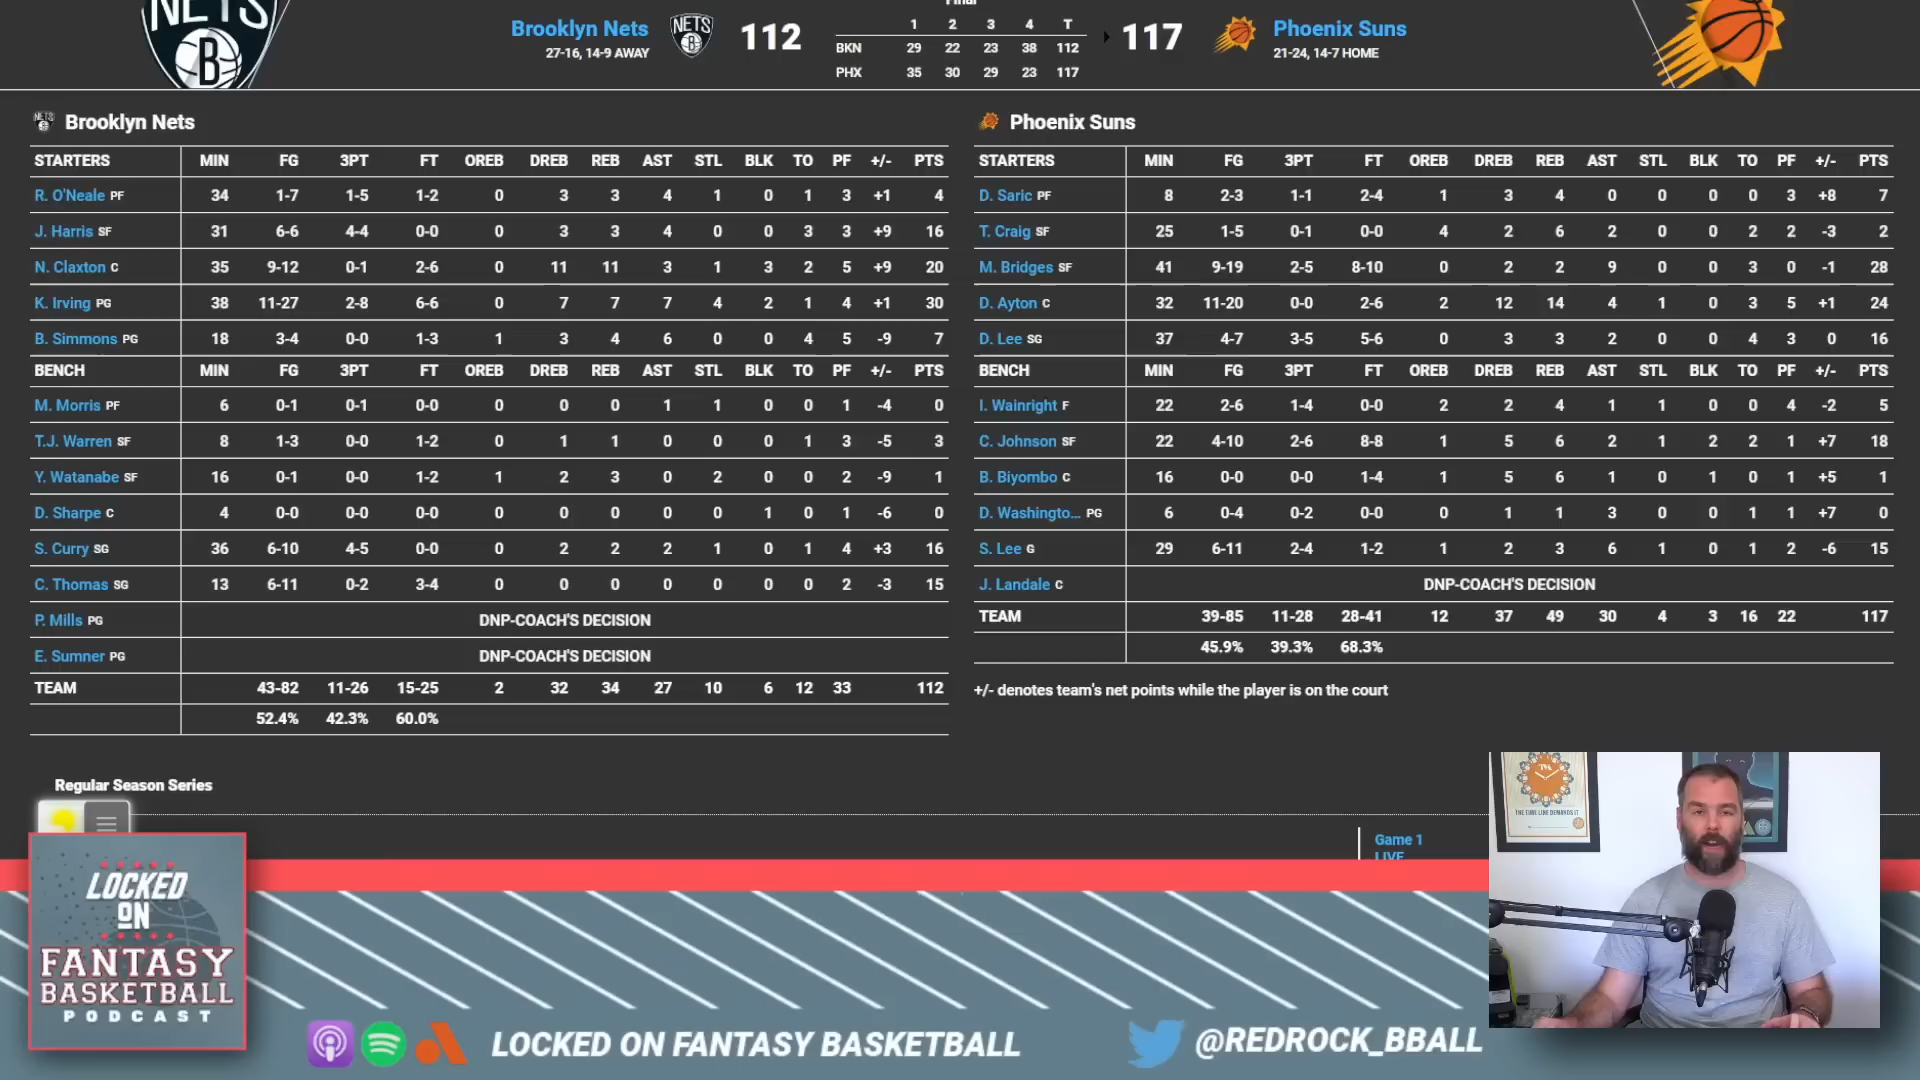 NETS
B
Brooklyn Nets
27-16, 14-9 AWAY
NETS
B
112
Final
1 2 3 4 T
BKN 29 22 23 38 112
PHX 35 30 29 23 117
117
Phoenix Suns
21-24, 14-7 HOME
Brooklyn Nets
STARTERS MIN FG 3PT FT OREB DREB REB AST STL BLK TO PF +/- PTS
R. O'Neale PF 34 1-7 1-5 1-2 0 3 3 4 1 0 1 3 +1 4
J. Harris SF 31 6-6 4-4 0-0 0 3 3 4 0 0 3 3 +9 16
N. Claxton C 35 9-12 0-1 2-6 0 11 11 3 1 3 2 5 +9 20
K. Irving PG 38 11-27 2-8 6-6 0 7 7 7 4 2 1 4 +1 30
B. Simmons PG 18 3-4 0-0 1-3 1 3 4 6 0 0 4 5 -9 7
BENCH MIN FG 3PT FT OREB DREB REB AST STL BLK TO PF +/- PTS
M. Morris PF 6 0-1 0-1 0-0 0 0 0 1 1 0 0 1 -4 0
T.J. Warren SF 8 1-3 0-0 1-2 0 1 1 0 0 0 1 3 -5 3
Y. Watanabe SF 16 0-1 0-0 1-2 1 2 3 0 2 0 0 2 -9 1
D. Sharpe C 4 0-0 0-0 0-0 0 0 0 0 0 1 0 1 -6 0
S. Curry SG 36 6-10 4-5 0-0 0 2 2 2 1 0 1 4 +3 16
C. Thomas SG 13 6-11 0-2 3-4 0 0 0 0 0 0 0 2 -3 15
P. Mills PG DNP-COACH'S DECISION
E. Sumner PG DNP-COACH'S DECISION
TEAM 43-82 11-26 15-25 2 32 34 27 10 6 12 33 112
52.4% 42.3% 60.0%
Phoenix Suns
STARTERS MIN FG 3PT FT OREB DREB REB AST STL BLK TO PF +/- PTS
D. Saric PF 8 2-3 1-1 2-4 1 3 4 0 0 0 0 3 +8 7
T. Craig SF 25 1-5 0-1 0-0 4 2 6 2 0 0 2 2 -3 2
M. Bridges SF 41 9-19 2-5 8-10 0 2 2 9 0 0 3 0 -1 28
D. Ayton C 32 11-20 0-0 2-6 2 12 14 4 1 0 3 5 +1 24
D. Lee SG 37 4-7 3-5 5-6 0 3 3 2 0 0 4 3 0 16
BENCH MIN FG 3PT FT OREB DREB REB AST STL BLK TO PF +/- PTS
I. Wainright F 22 2-6 1-4 0-0 2 2 4 1 1 0 0 4 -2 5
C. Johnson SF 22 4-10 2-6 8-8 1 5 6 2 1 2 2 1 +7 18
B. Biyombo C 16 0-0 0-0 1-4 1 5 6 1 0 1 0 1 +5 1
D. Washingto... PG 6 0-4 0-2 0-0 0 1 1 3 0 0 1 1 +7 0
S. Lee G 29 6-11 2-4 1-2 1 2 3 6 1 0 1 2 -6 15
J. Landale C DNP-COACH'S DECISION
TEAM 39-85 11-28 28-41 12 37 49 30 4 3 16 22 117
45.9% 39.3% 68.3%
+/- denotes team's net points while the player is on the court
Regular Season Series
Game 1
LIVE
THE TIME LINE DEMANDS IT
LOCKED
ON
FANTASY
BASKETBALL
PODCAST
LOCKED ON FANTASY BASKETBALL
@REDROCK_BBALL